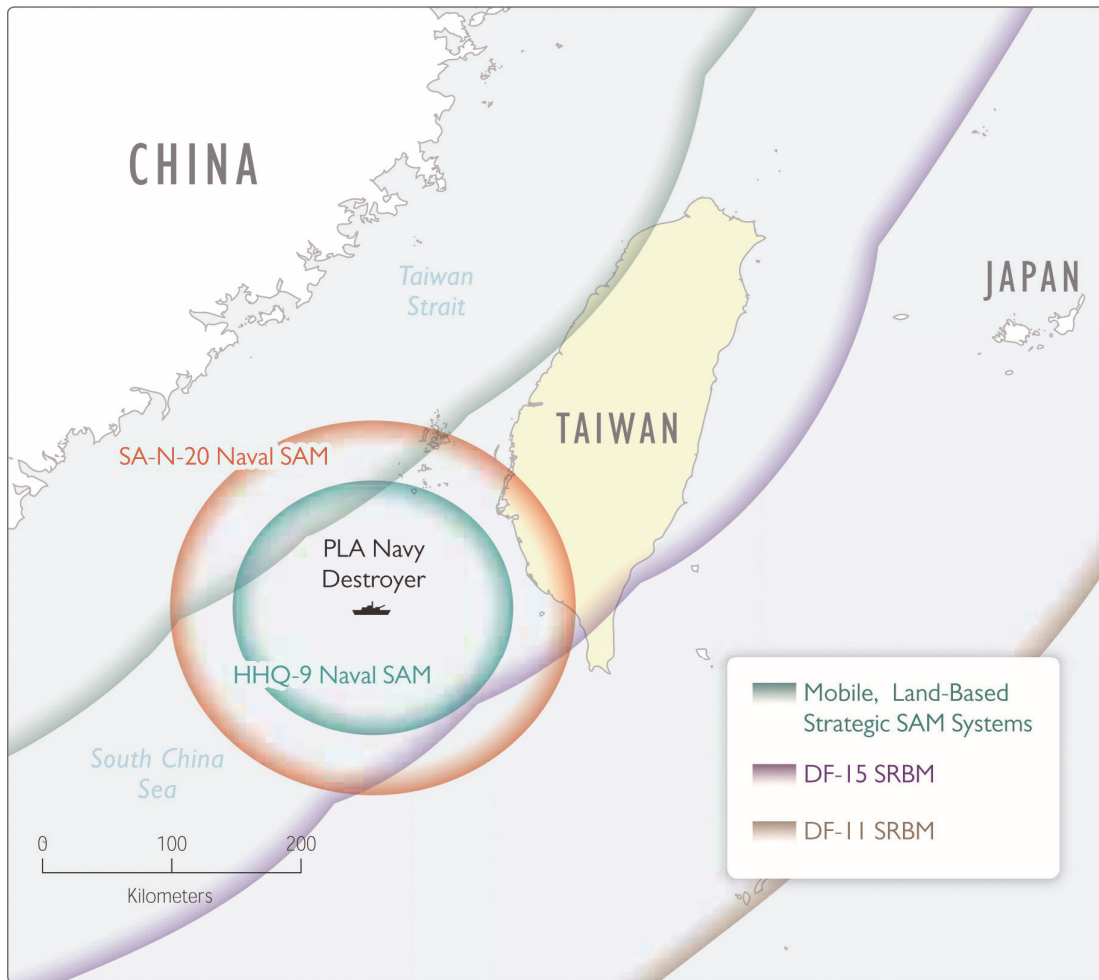 CHINA
Taiwan
Strait
JAPAN
TAIWAN
SA-N-20 Naval SAM
PLA Navy
Destroyer
HHQ-9 Naval SAM
South China
Sea
0 100 200
Kilometers
Mobile, Land-Based
Strategic SAM Systems
DF-15 SRBM
DF-11 SRBM